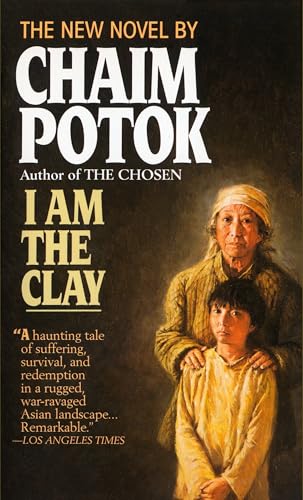 THE NEW NOVEL BY
CHAIM
POTOK
Author of THE CHOSEN
I AM
THE
CLAY
"A haunting tale
of suffering,
survival, and
redemption
in a rugged,
war-ravaged
Asian landscape...
Remarkable."
—LOS ANGELES TIMES